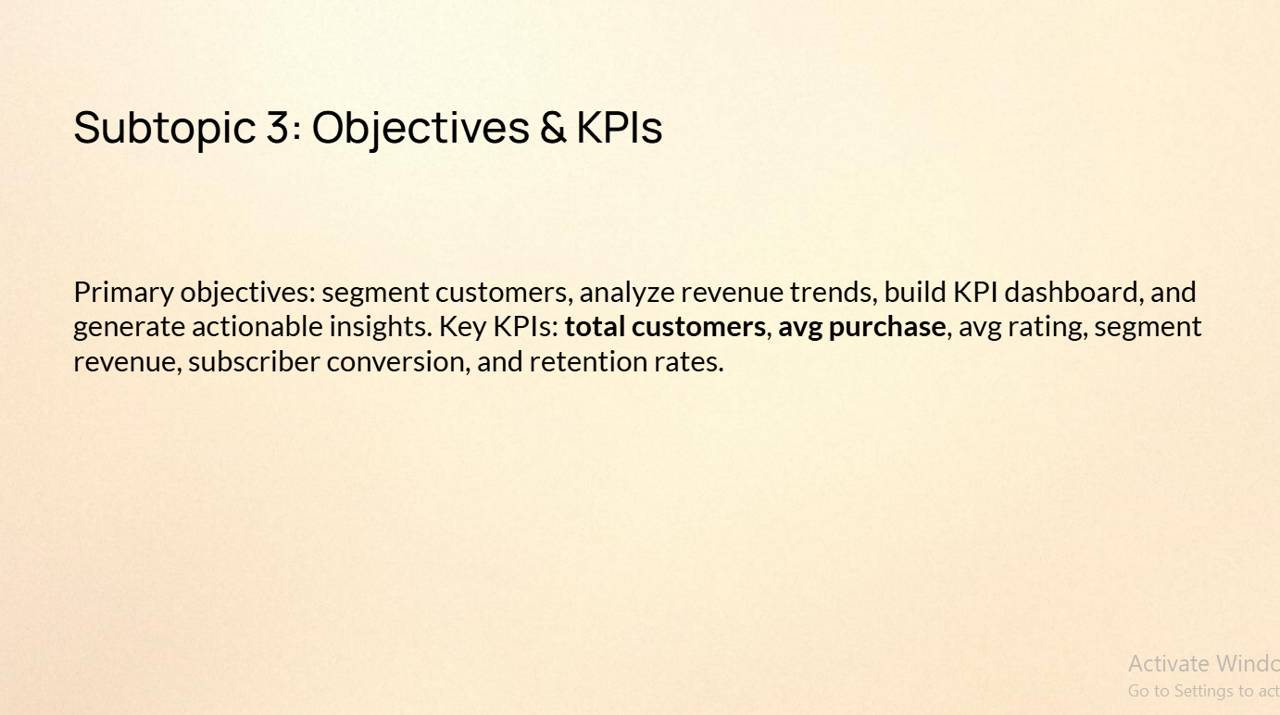 Subtopic 3: Objectives & KPIs
Primary objectives: segment customers, analyze revenue trends, build KPI dashboard, and
generate actionable insights. Key KPIs: total customers, avg purchase, avg rating, segment
revenue, subscriber conversion, and retention rates.
Activate Windo
Go to Settings to act